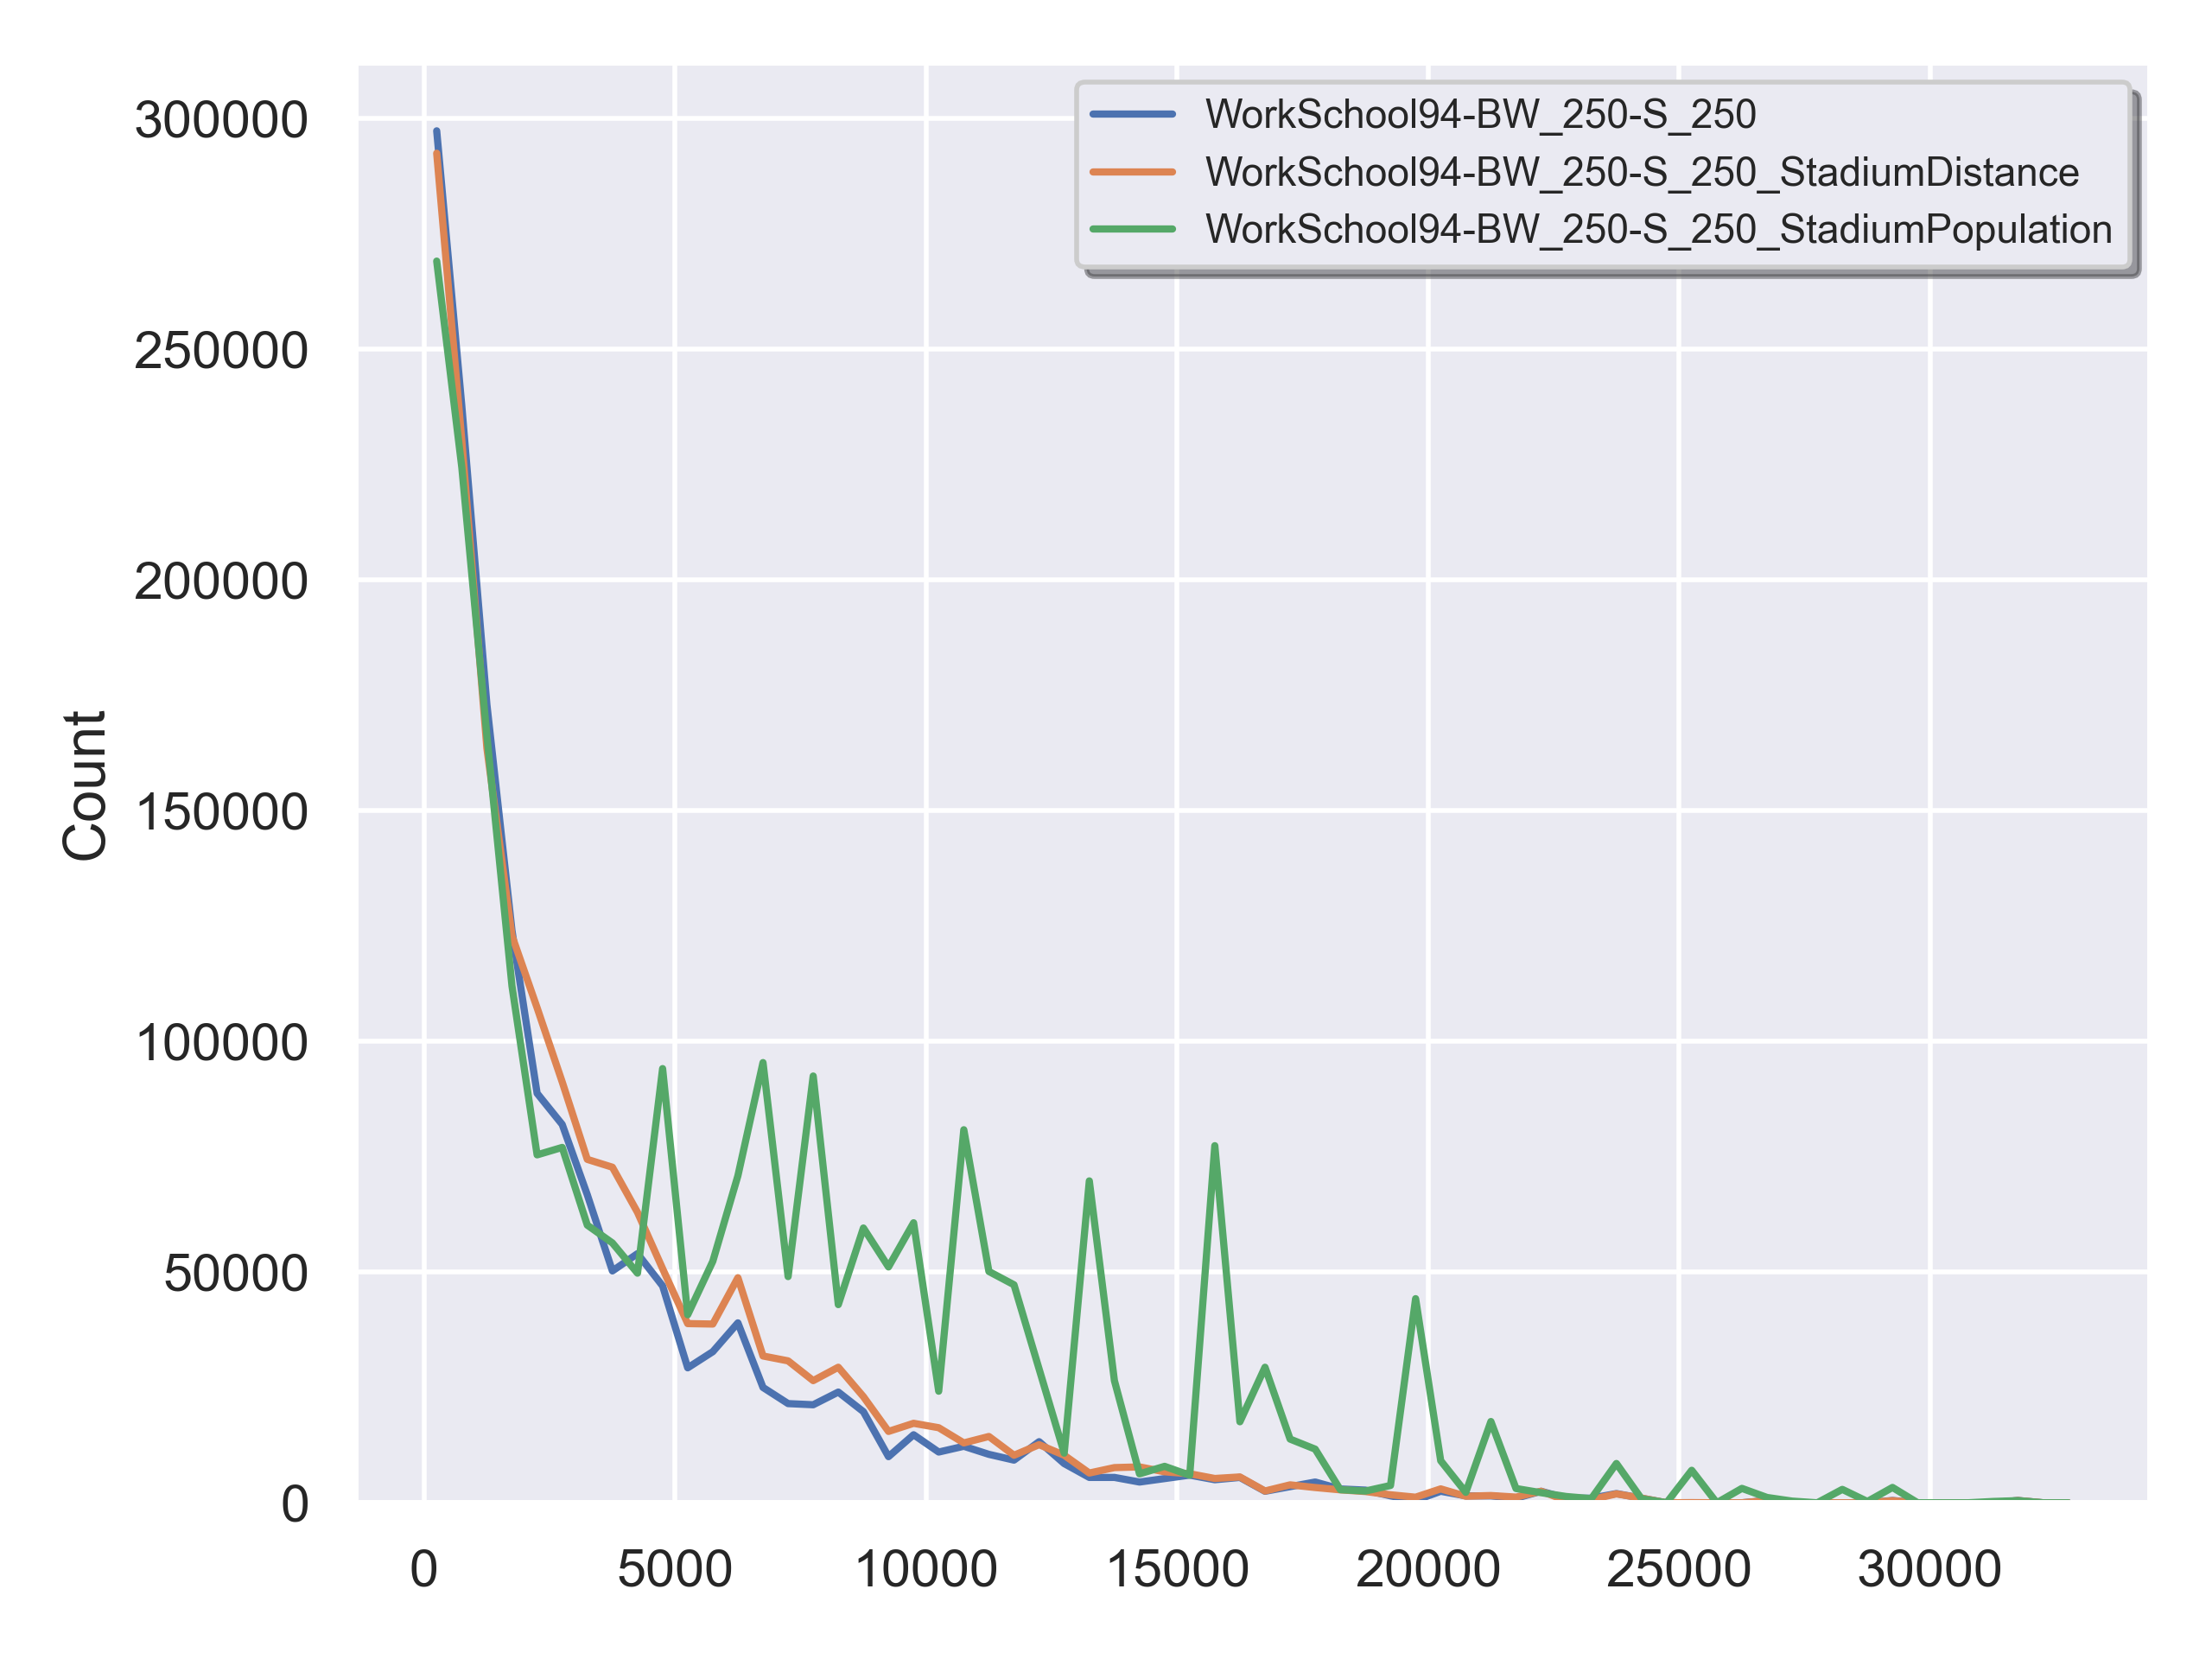 WorkSchool94-BW_250-S_250
WorkSchool94-BW_250-S_250_StadiumDistance
WorkSchool94-BW_250-S_250_StadiumPopulation
Count
300000
250000
200000
150000
100000
50000
0
0 5000 10000 15000 20000 25000 30000